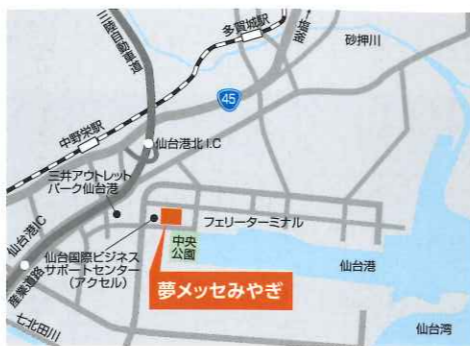 三陸自動車道
多賀城駅
塩竈
砂押川
45
中野栄駅
仙台港北I.C
三井アウトレット
パーク仙台港
仙台港IC
フェリーターミナル
中央
公園
仙台国際ビジネス
サポートセンター
(アクセル)
仙台港
産業道路
夢メッセみやぎ
七北田川
仙台湾